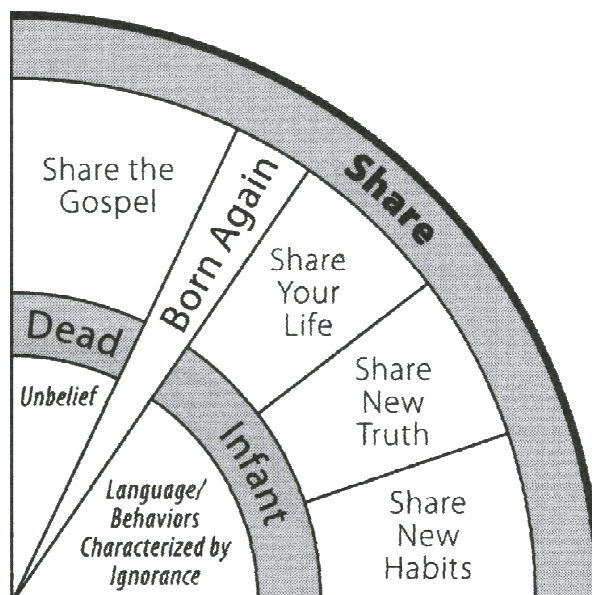 Share
Share the
Gospel
Born Again
Share
Your
Life
Dead
Unbelief
Share
New
Truth
Infant
Language/
Behaviors
Characterized by
Ignorance
Share
New
Habits